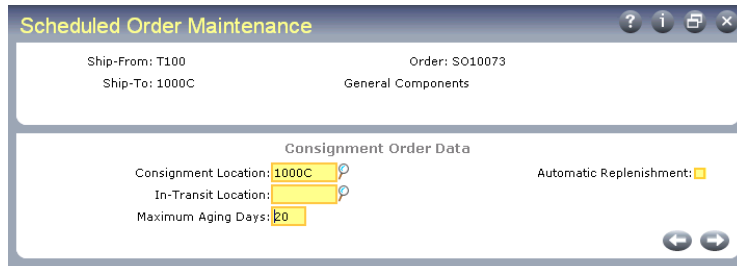 Scheduled Order Maintenance
Ship-From: T100 Order: SO10073
Ship-To: 1000C General Components
Consignment Order Data
Consignment Location: 1000C Automatic Replenishment:
In-Transit Location:
Maximum Aging Days: 20